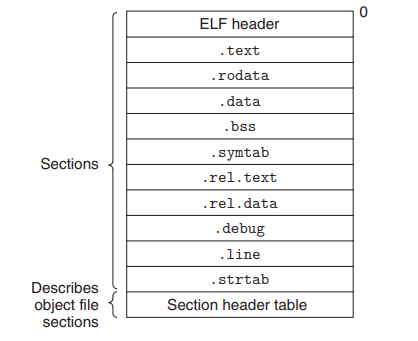 0
ELF header
.text
.rodata
.data
.bss
.symtab
.rel.text
.rel.data
.debug
.line
.strtab
Section header table
Sections
Describes
object file
sections